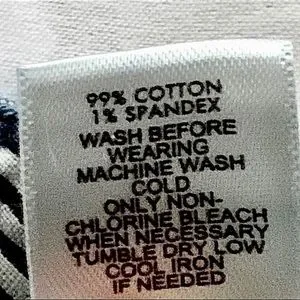 99% COTTON
1% SPANDEX
WASH BEFORE
WEARING
MACHINE WASH
COLD
ONLY NON-
CHLORINE BLEACH
WHEN NECESSARY
TUMBLE DRY LOW
COOL IRON
IF NEEDED